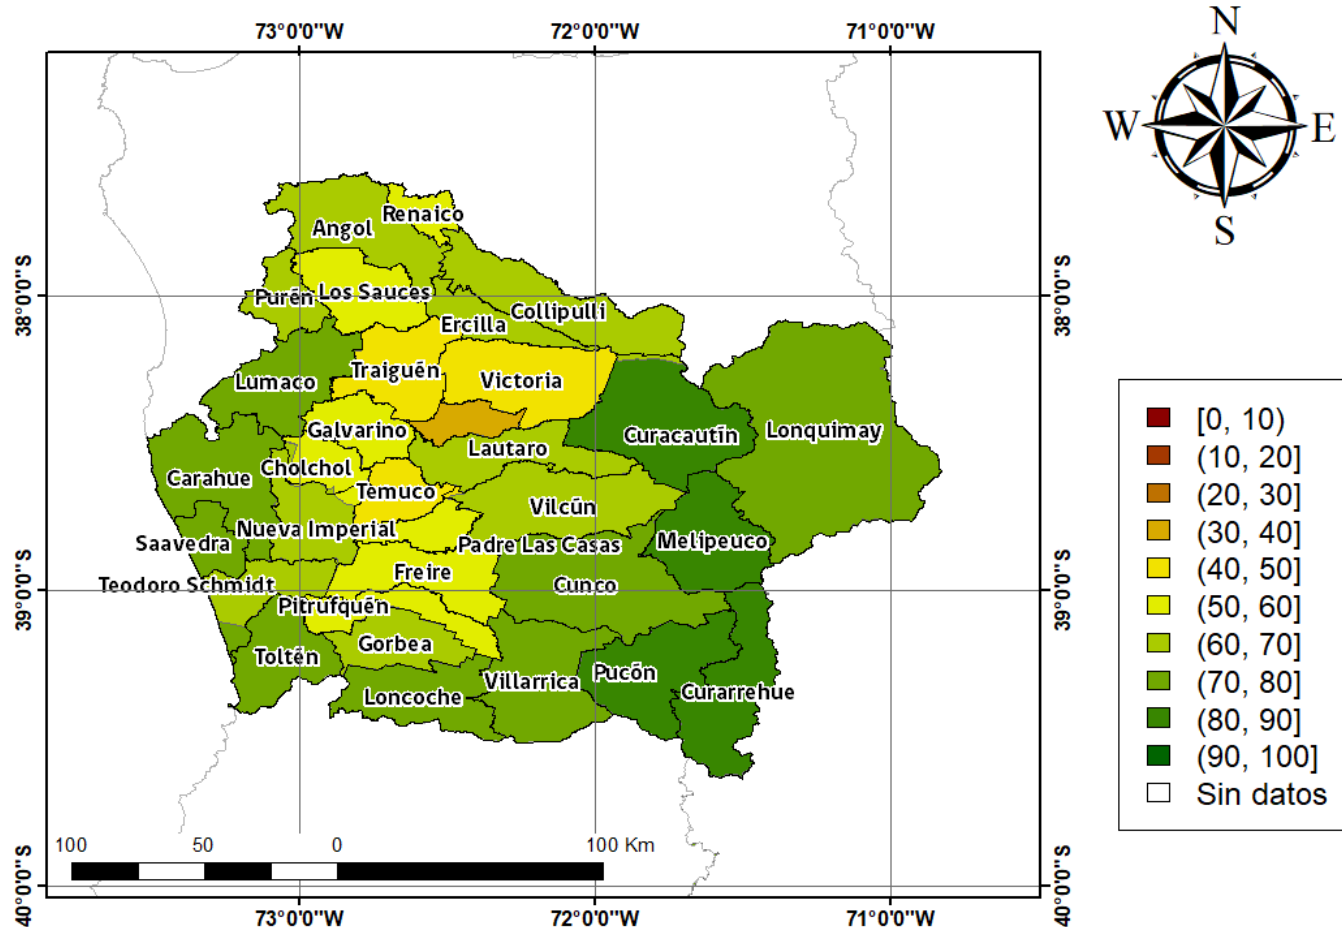 73°0'0"W 72°0'0"W 71°0'0"W
N
W E
S
38°0'0"S 38°0'0"S
39°0'0"S 39°0'0"S
40°0'0"S 40°0'0"S
Renaico
Angol
Purén Los Sauces
Collipulli
Ercilla
Traiguén
Victoria
Lumaco
Galvarino
Curacautín
Lonquimay
Lautaro
Cholchol
Carahue
Temuco
Vilcún
Nueva Imperial
Saavedra
Padre Las Casas
Melipeuco
Freire
Teodoro Schmidt
Cunco
Pitrufquén
Gorbea
Toltén
Pucón
Villarrica
Curarrehue
Loncoche
[0, 10)
(10, 20]
(20, 30]
(30, 40]
(40, 50]
(50, 60]
(60, 70]
(70, 80]
(80, 90]
(90, 100]
Sin datos
100 50 0 100 Km
73°0'0"W 72°0'0"W 71°0'0"W